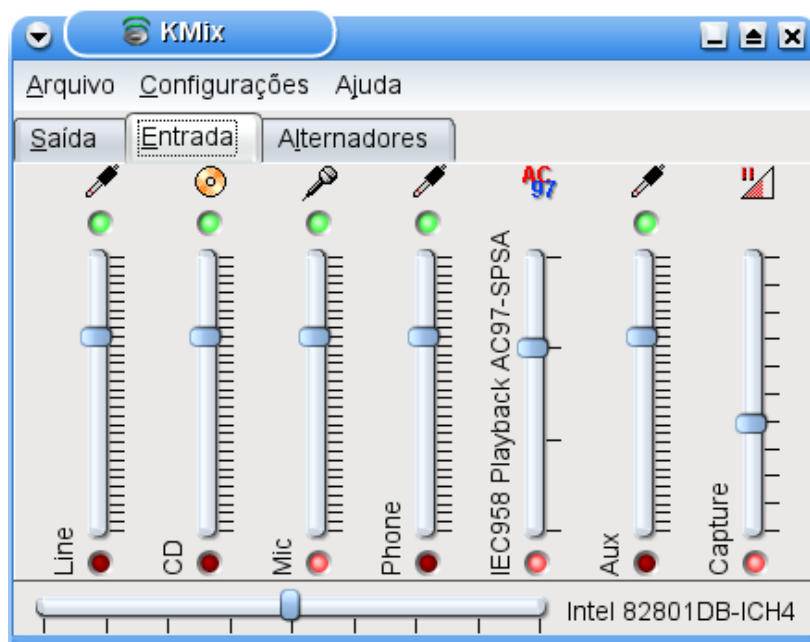 KMix
Arquivo Configurações Ajuda
Saída Entrada Alternadores
AC 97
Line
CD
Mic
Phone
IEC958 Playback AC97-SPSA
Aux
Capture
Intel 82801DB-ICH4